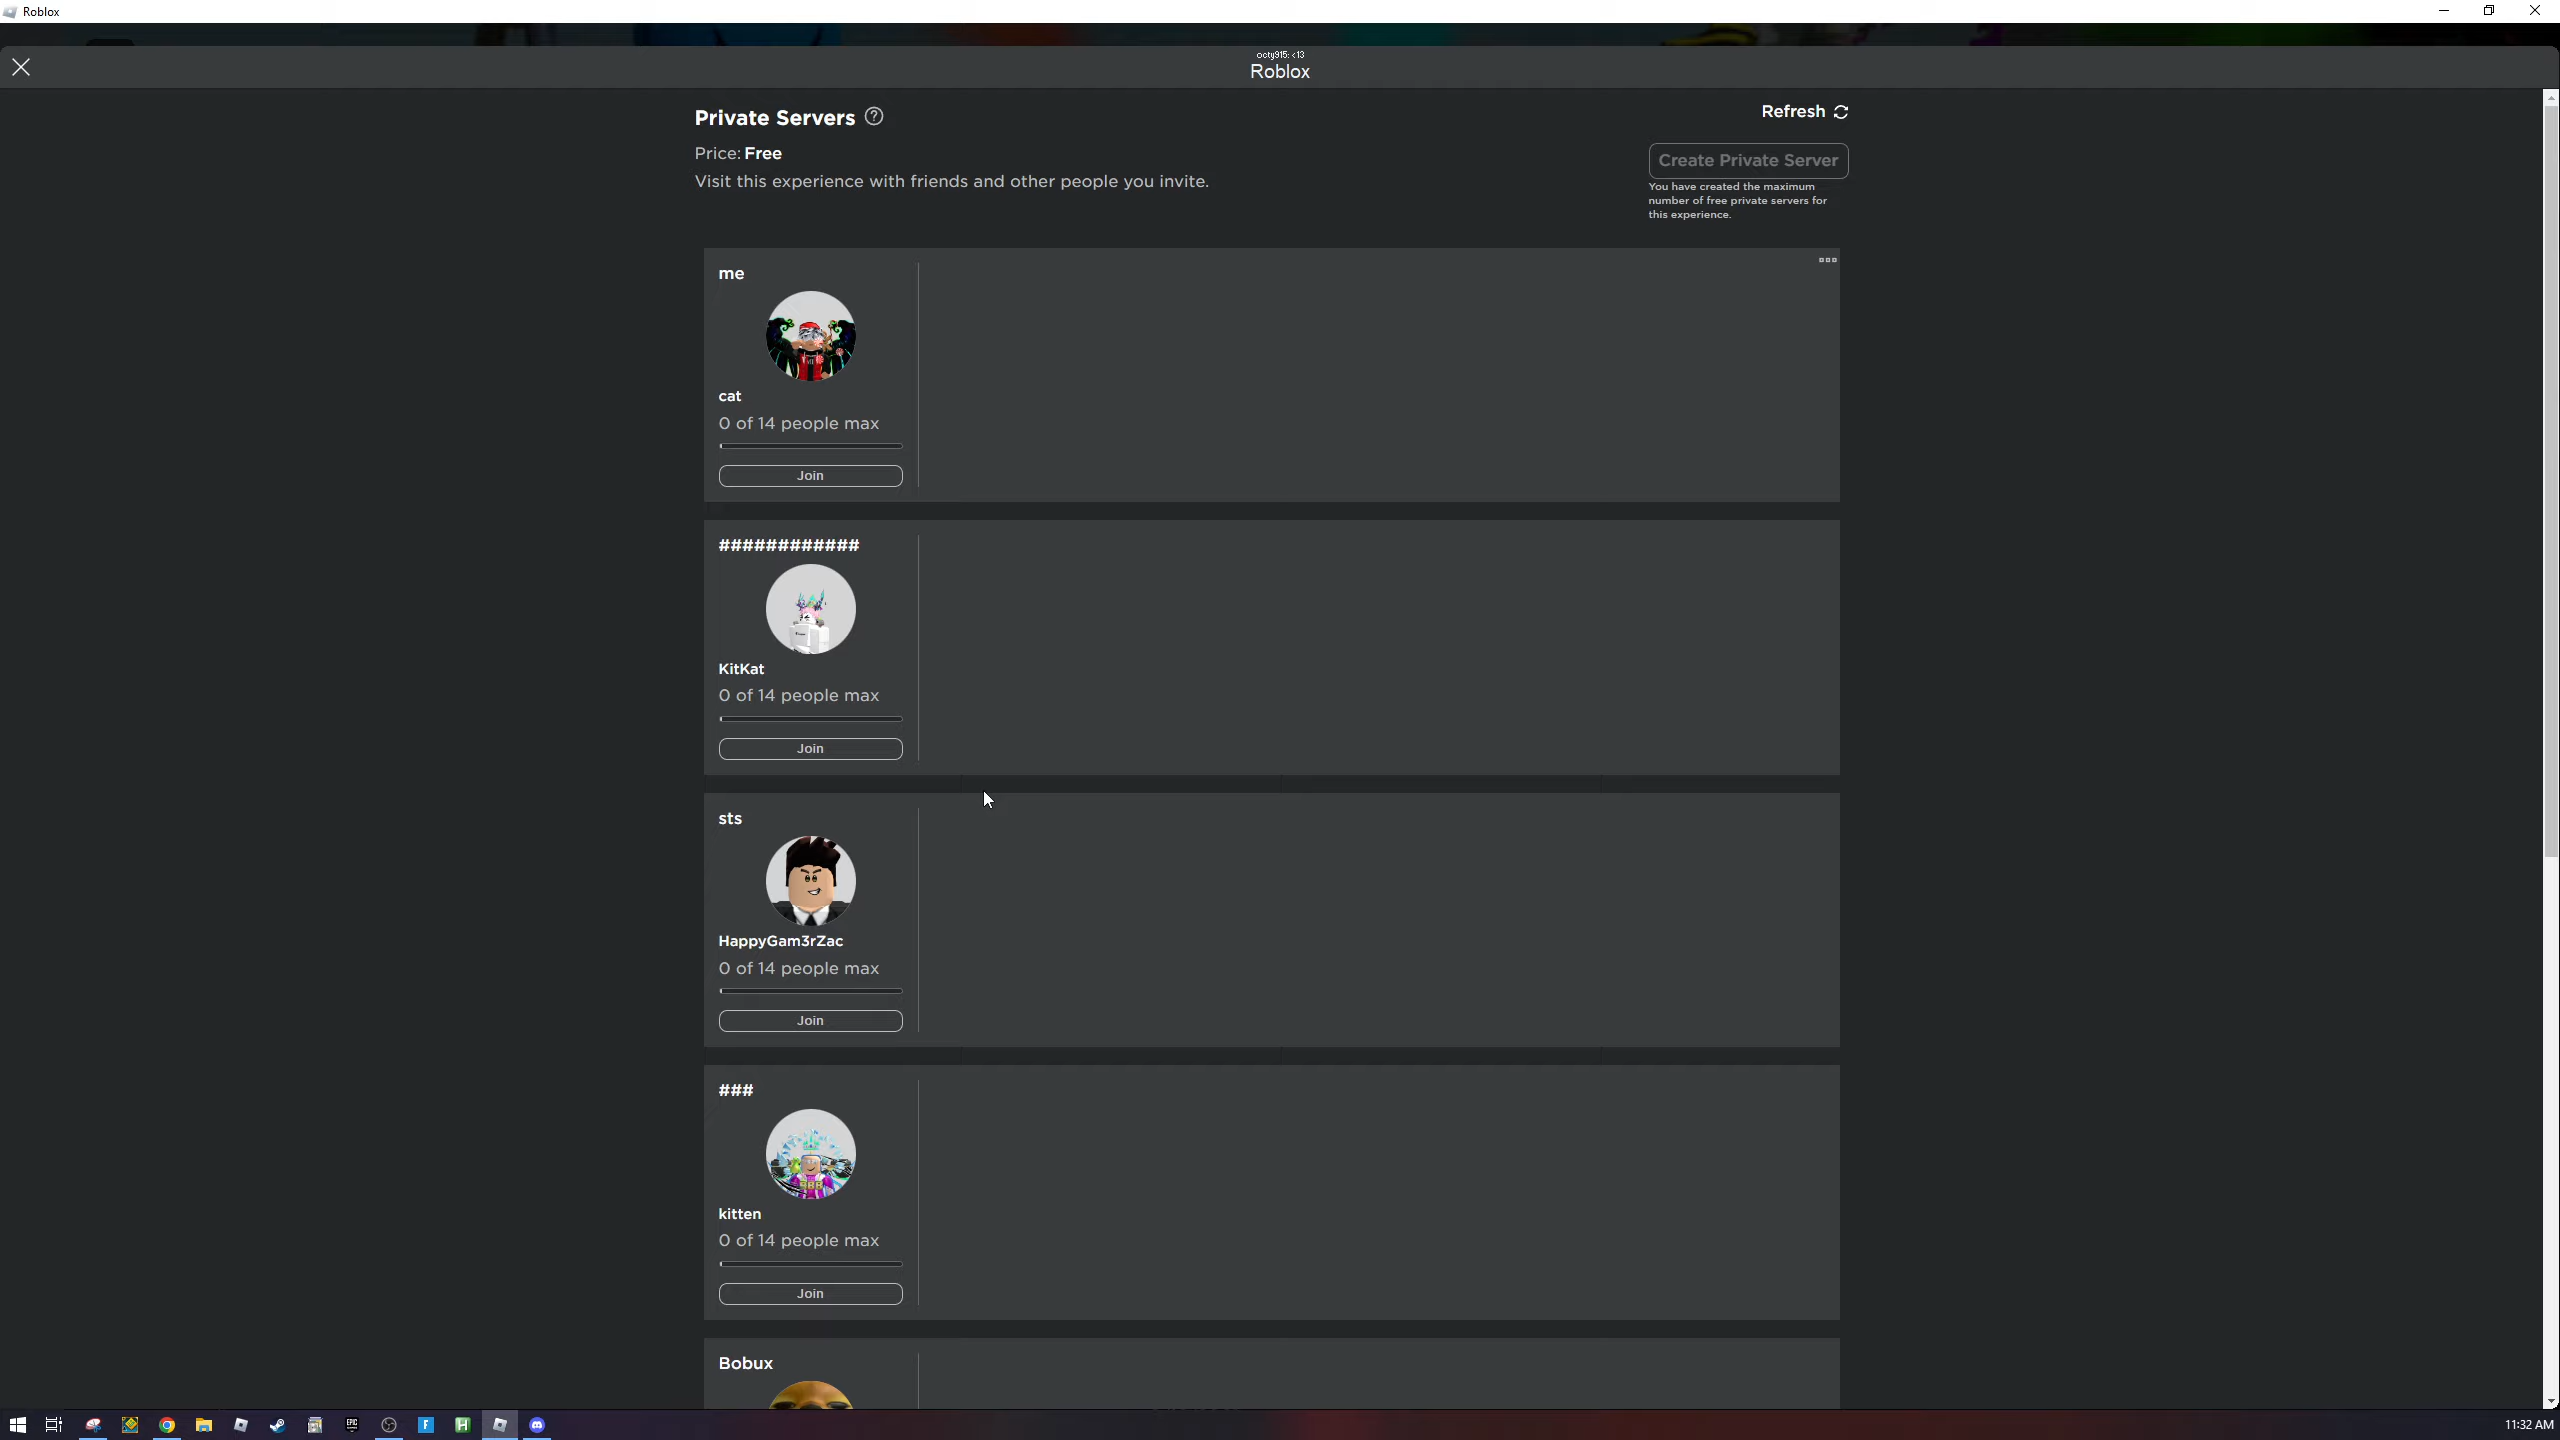 Roblox
octy915: <13
Roblox
Private Servers
Refresh
Price: Free
Create Private Server
Visit this experience with friends and other people you invite.
You have created the maximum
number of free private servers for
this experience.
me
cat
0 of 14 people max
Join
############
KitKat
0 of 14 people max
Join
sts
HappyGam3rZac
0 of 14 people max
Join
###
kitten
0 of 14 people max
Join
Bobux
11:32 AM